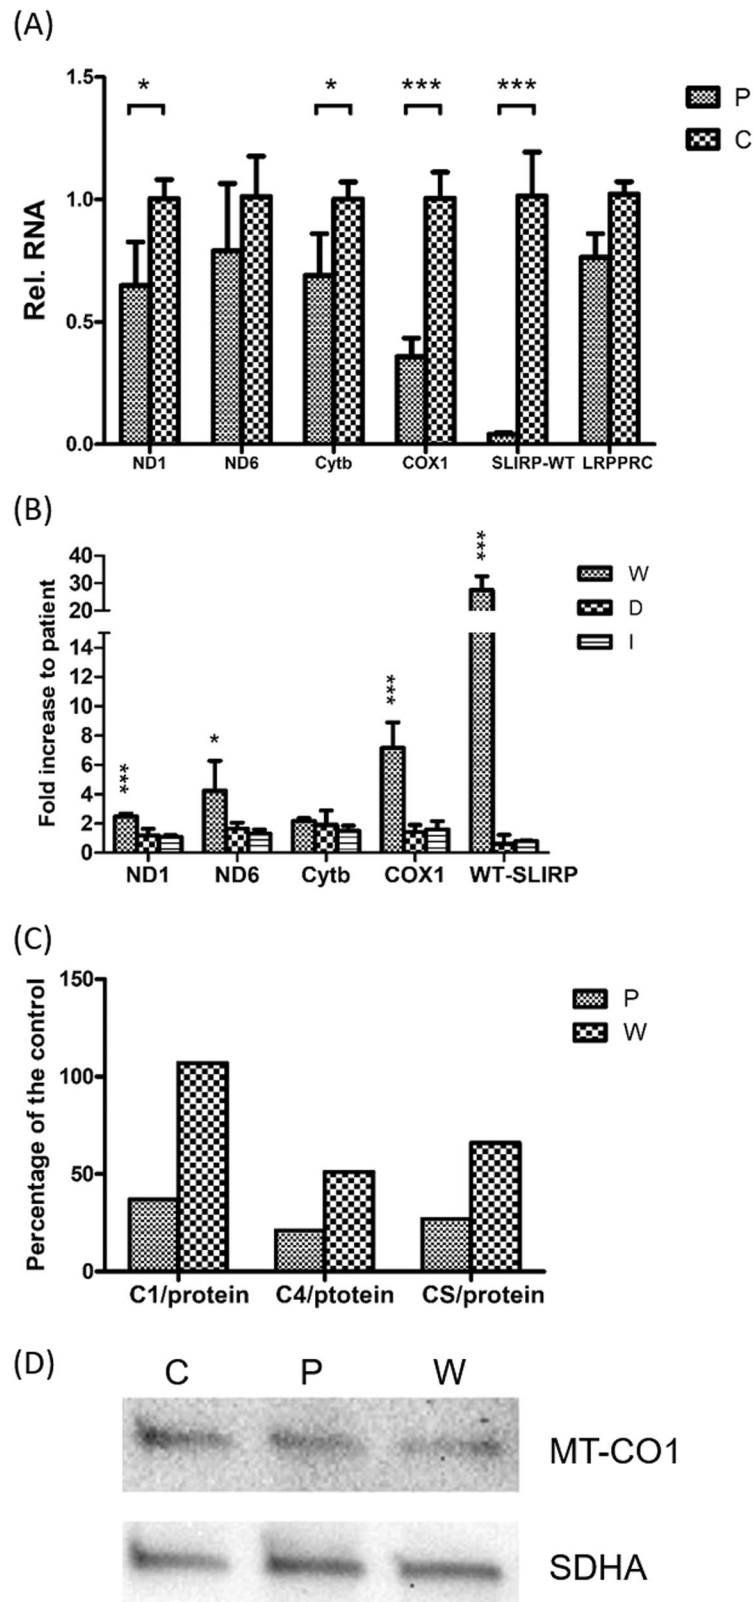 (A)
* * *** ***
P
C
Rel. RNA
1.5
1.0
0.5
0.0
ND1 ND6 Cytb COX1 SLIRP-WT LRPPRC
(B)
*** * *** ***
W
D
I
Fold increase to patient
40
30
20
14
12
10
8
6
4
2
0
ND1 ND6 Cytb COX1 WT-SLIRP
(C)
P
W
Percentage of the control
150
100
50
0
C1/protein C4/ptotein CS/protein
(D)
C P W
MT-CO1
SDHA